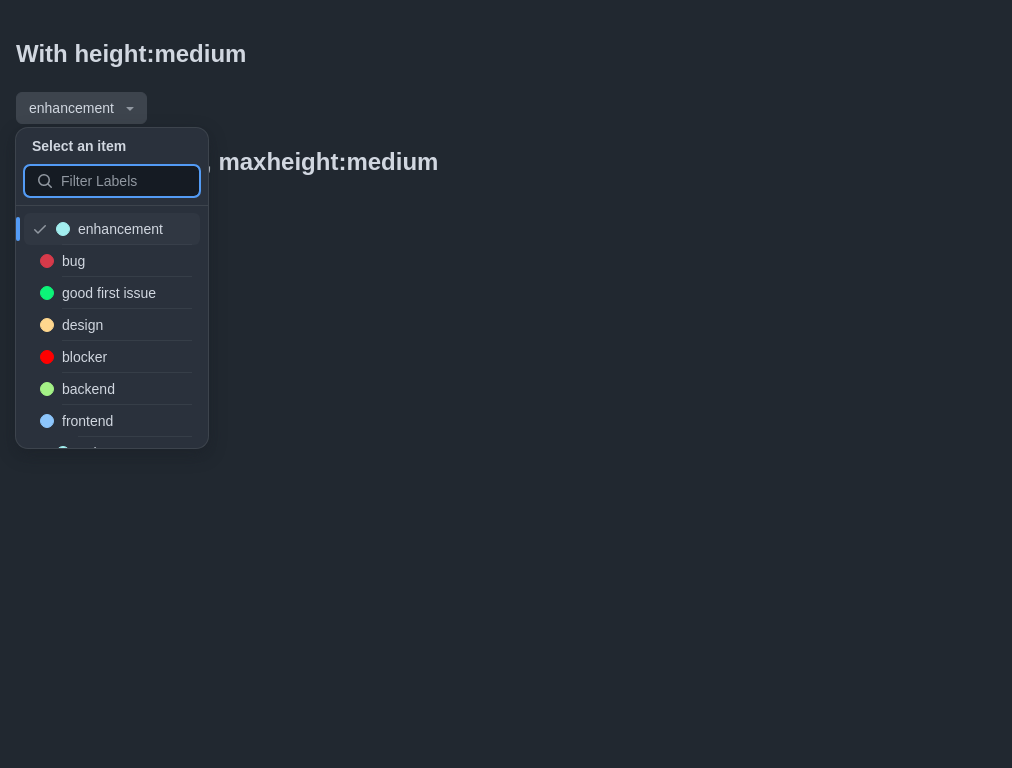 With height:medium
enhancement
Select an item
, maxheight:medium
Filter Labels
enhancement
bug
good first issue
design
blocker
backend
frontend